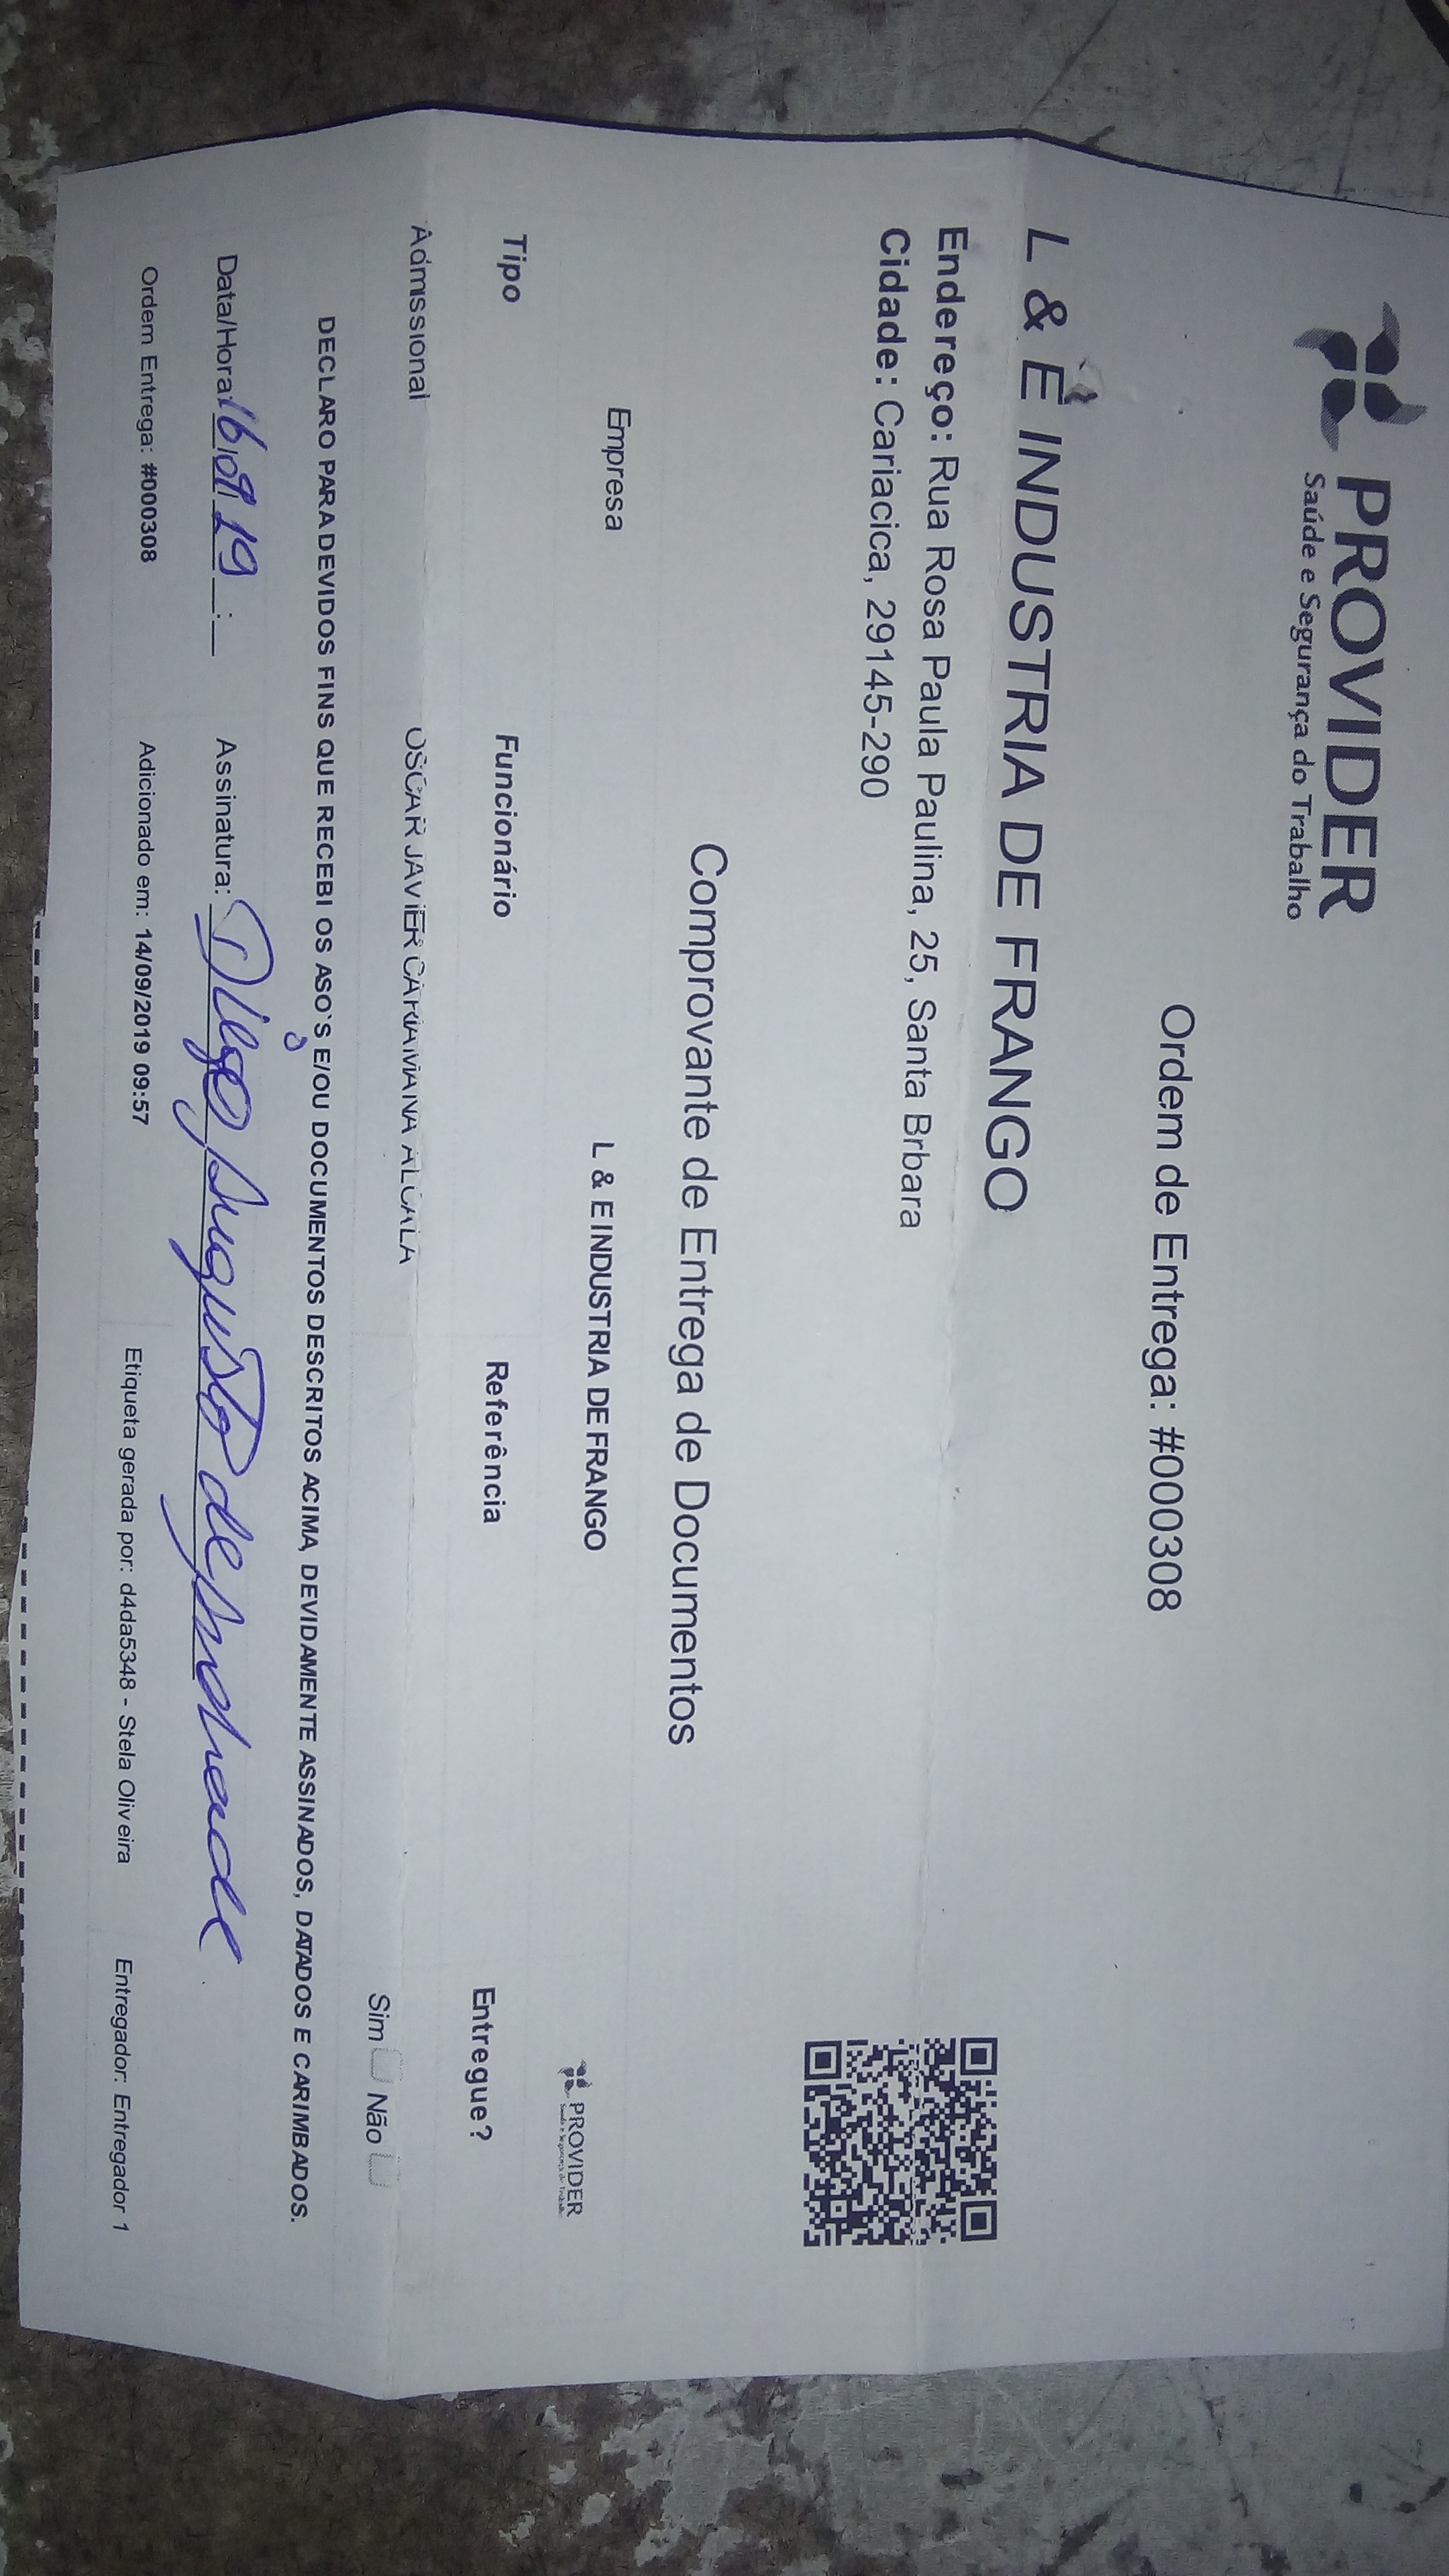 PROVIDER
Saúde e Segurança do Trabalho
Ordem de Entrega: #000308
L & E INDUSTRIA DE FRANGO
Endereço: Rua Rosa Paula Paulina, 25, Santa Brbara
Cidade: Cariacica, 29145-290
Comprovante de Entrega de Documentos
Empresa L & E INDUSTRIA DE FRANGO PROVIDER
Saúde e Segurança do Trabalho
Tipo Funcionário Referência Entregue?
Admissional OSCAR JAVIER CARIAMANA ALCALA Sim Não
DECLARO PARA DEVIDOS FINS QUE RECEBI OS ASO`S E/OU DOCUMENTOS DESCRITOS ACIMA, DEVIDAMENTE ASSINADOS, DATADOS E CARIMBADOS.
Data/Hora: 16/09/19 __:__ Assinatura: Diego Augusto de Andrade
Ordem Entrega: #000308 Adicionado em: 14/09/2019 09:57 Etiqueta gerada por: d4da5348 - Stela Oliveira Entregador: Entregador 1